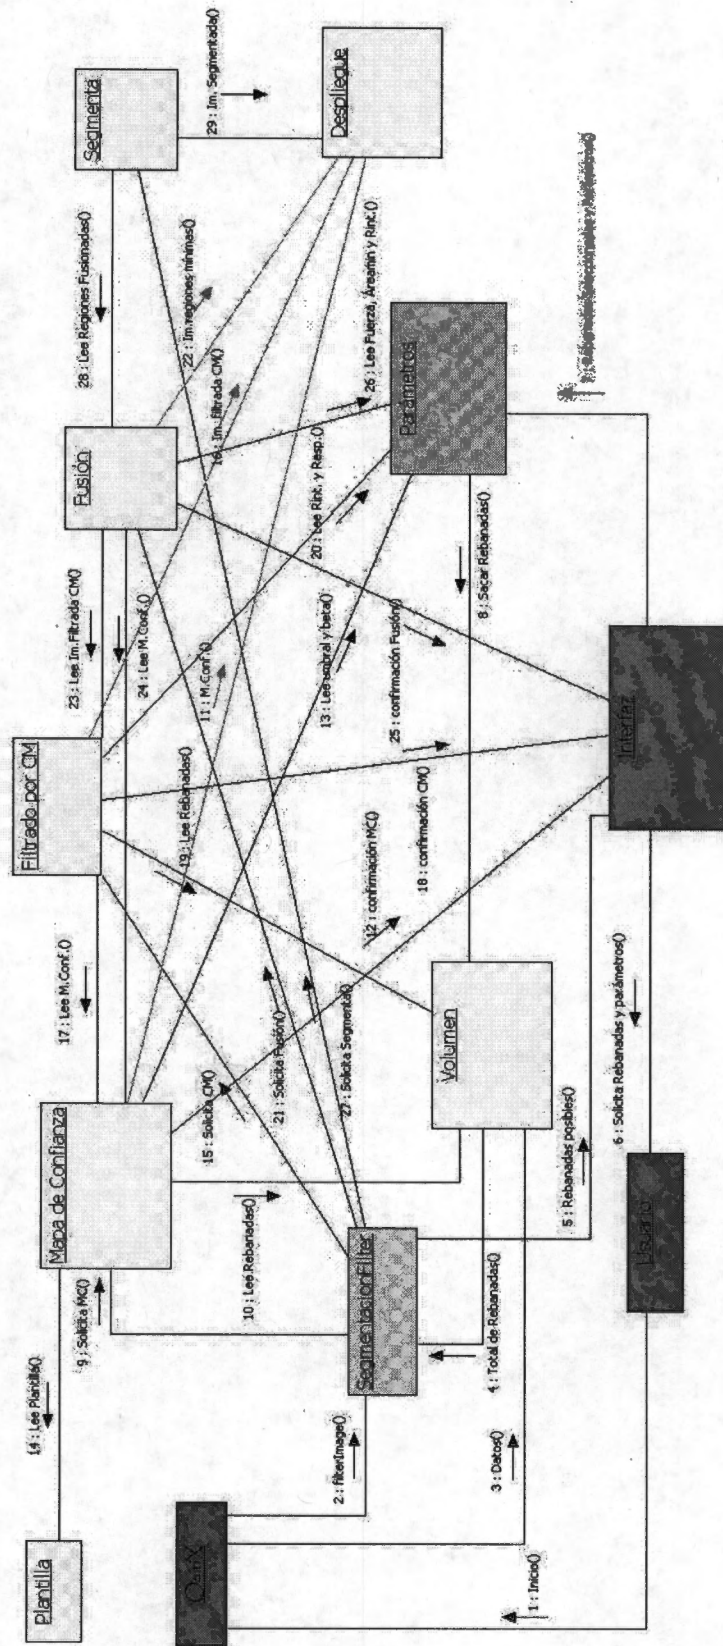 Plantilla
14 : Lee Plantilla()
Mapa de Confianza
17 : Lee M.Conf.()
Filtrado por CM
23 : Lee Im.Filtrada CM()
24 : Lee M.Conf.()
Fusión
28 : Lee Regiones Fusionadas()
Segmenta
29 : Im. Segmentada()
Despliegue
9 : Solicita MC()
22 : Im.regiones mínimas()
16 : Im.filtrada CM()
11 : M.Conf.()
19 : Lee Rebanadas()
15 : Solicita CM()
21 : Solicita Fusión()
27 : Solicita Segmenta()
10 : Lee Rebanadas()
13 : Lee umbral y beta()
20 : Lee Rint. y Resp.()
26 : Lee Fuerza, Areamin y Rint.()
Parámetros
OsiriX
2 : filterImage()
SegmentacionFilter
12 : confirmación MC()
18 : confirmación CM()
25 : confirmación Fusión()
8 : Sacar Rebanadas()
Volumen
4 : Total de Rebanadas()
3 : Datos()
1 : Inicio()
5 : Rebanadas posibles()
6 : Solicita Rebanadas y parámetros()
Usuario
Interfaz